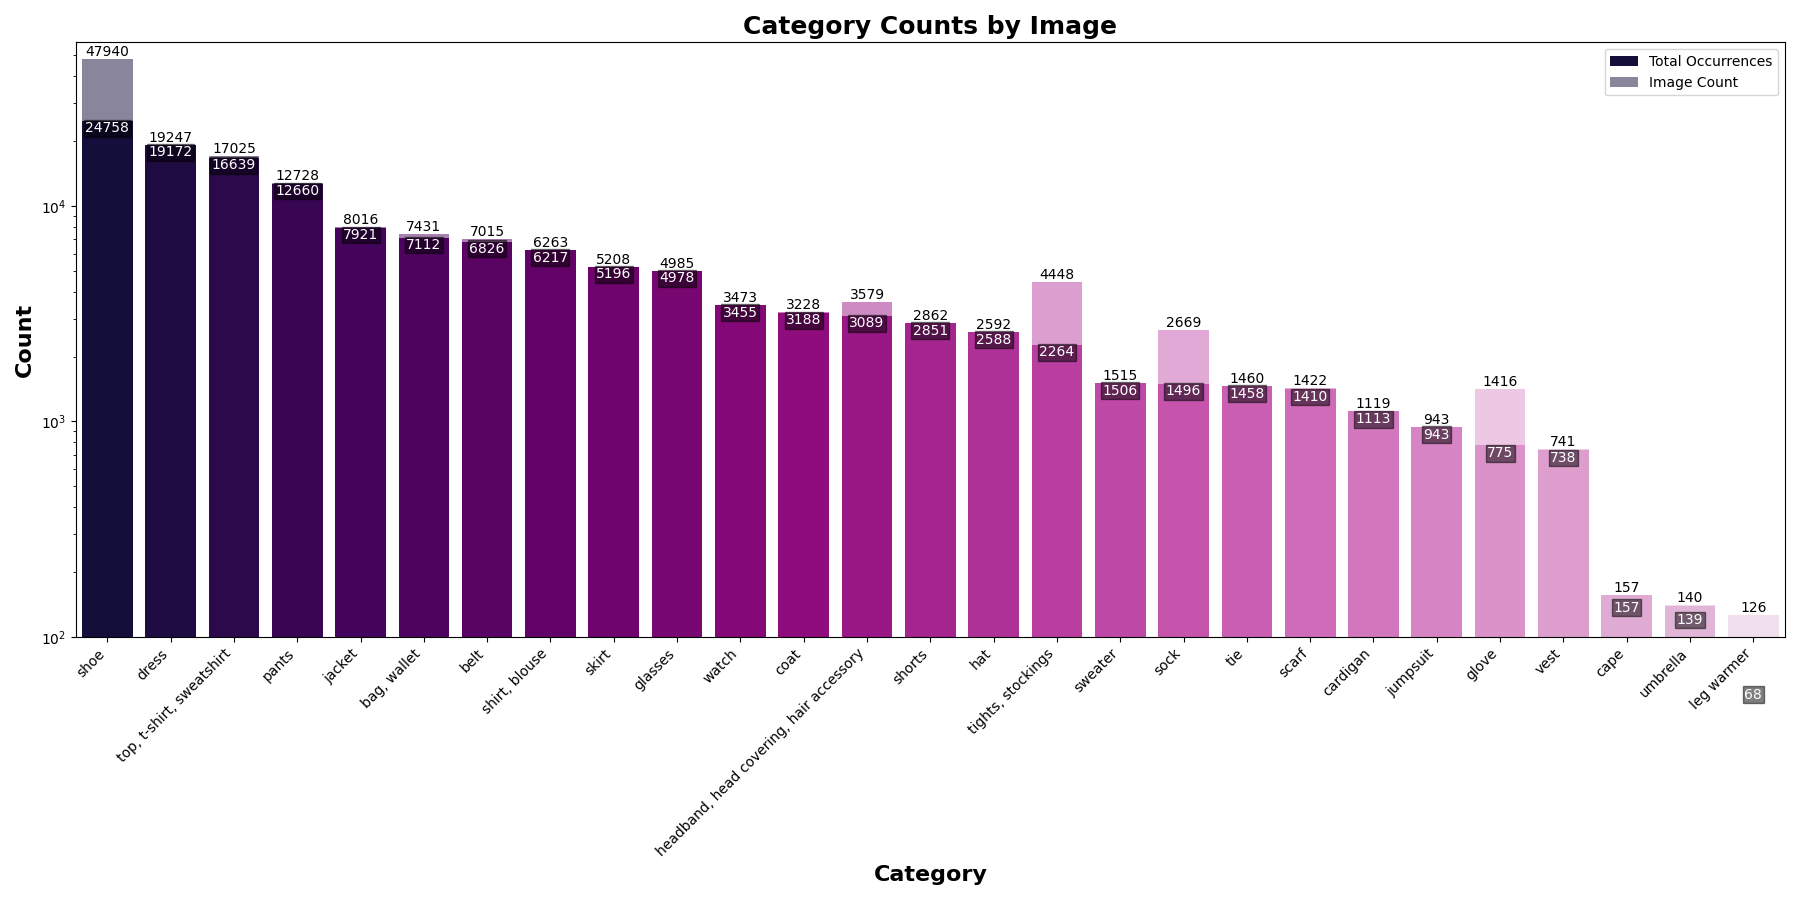 Category Counts by Image
Total Occurrences
Image Count
Count
10^4
10^3
10^2
47940
24758
19247
19172
17025
16639
12728
12660
8016
7921
7431
7112
7015
6826
6263
6217
5208
5196
4985
4978
3473
3455
3228
3188
3579
3089
2862
2851
2592
2588
4448
2264
1515
1506
2669
1496
1460
1458
1422
1410
1119
1113
943
943
1416
775
741
738
157
157
140
139
126
68
shoe
dress
top, t-shirt, sweatshirt
pants
jacket
bag, wallet
belt
shirt, blouse
skirt
glasses
watch
coat
headband, head covering, hair accessory
shorts
hat
tights, stockings
sweater
sock
tie
scarf
cardigan
jumpsuit
glove
vest
cape
umbrella
leg warmer
Category